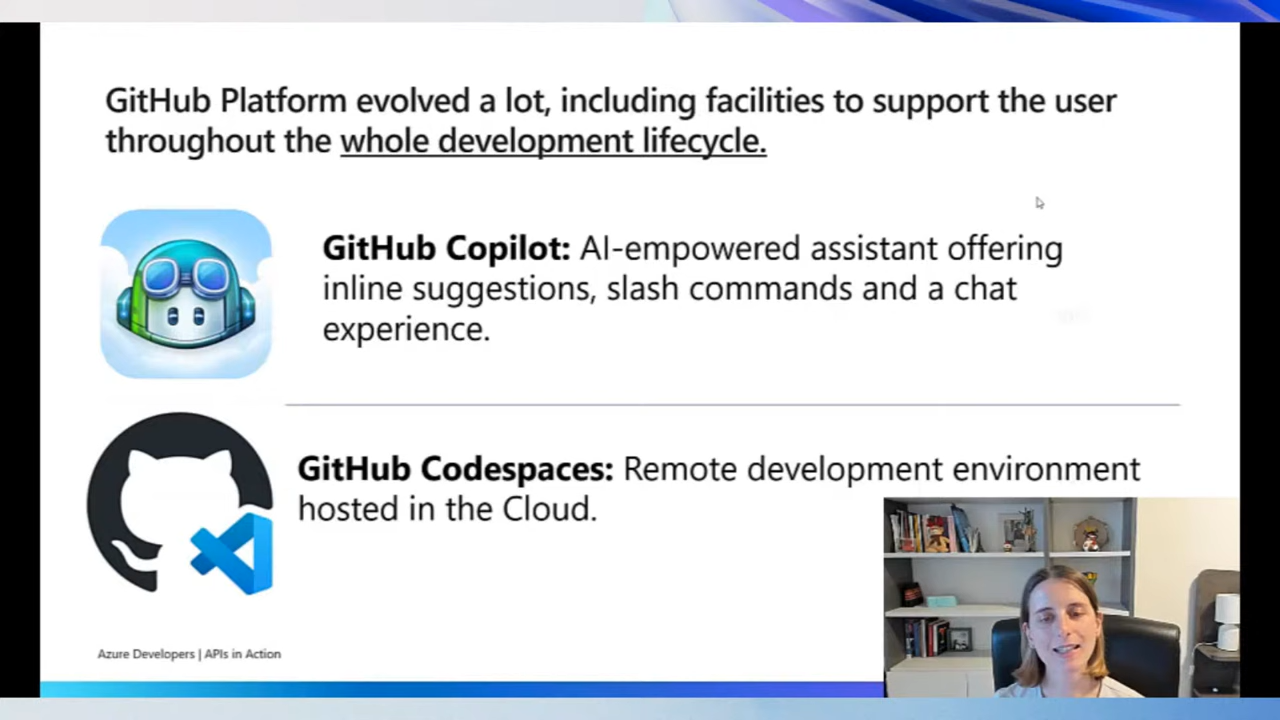 GitHub Platform evolved a lot, including facilities to support the user
throughout the whole development lifecycle.
GitHub Copilot: AI-empowered assistant offering
inline suggestions, slash commands and a chat
experience.
GitHub Codespaces: Remote development environment
hosted in the Cloud.
Azure Developers | APIs in Action